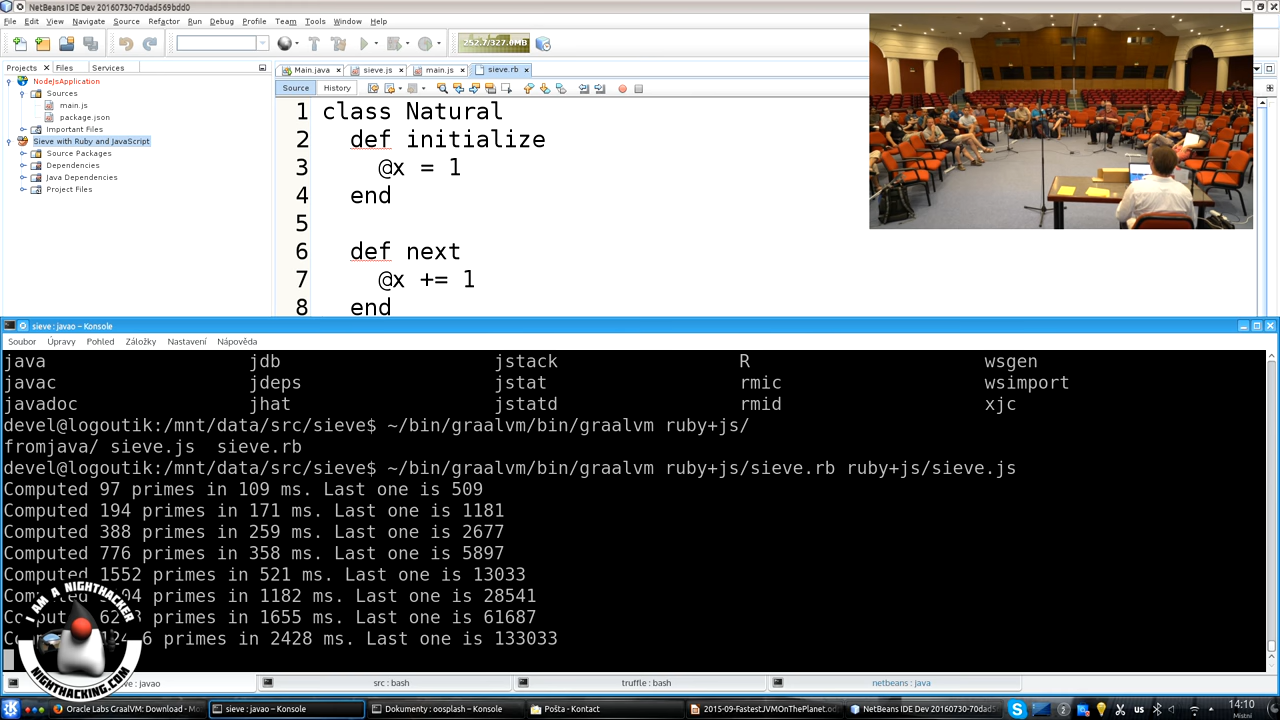 NetBeans IDE Dev 20160730-70dad569bdd0
File Edit View Navigate Source Refactor Run Debug Profile Team Tools Window Help
252.7/327.0MB
Projects Files Services
Main.java sieve.js main.js sieve.rb
Source History
NodeJsApplication
Sources
main.js
package.json
Important Files
Sieve with Ruby and JavaScript
Source Packages
Dependencies
Java Dependencies
Project Files
1 class Natural
2 def initialize
3 @x = 1
4 end
5
6 def next
7 @x += 1
8 end
sieve : javao – Konsole
Soubor Úpravy Pohled Záložky Nastavení Nápověda
java jdb jstack R wsgen
javac jdeps jstat rmic wsimport
javadoc jhat jstatd rmid xjc
devel@logoutik:/mnt/data/src/sieve$ ~/bin/graalvm/bin/graalvm ruby+js/
fromjava/ sieve.js sieve.rb
devel@logoutik:/mnt/data/src/sieve$ ~/bin/graalvm/bin/graalvm ruby+js/sieve.rb ruby+js/sieve.js
Computed 97 primes in 109 ms. Last one is 509
Computed 194 primes in 171 ms. Last one is 1181
Computed 388 primes in 259 ms. Last one is 2677
Computed 776 primes in 358 ms. Last one is 5897
Computed 1552 primes in 521 ms. Last one is 13033
primes in 1182 ms. Last one is 28541
primes in 1655 ms. Last one is 61687
primes in 2428 ms. Last one is 133033
I AM A NIGHTHACKER
NIGHTHACKING.COM
sieve : javao src : bash truffle : bash netbeans : java
Oracle Labs GraalVM: Download - Mo sieve : javao – Konsole Dokumenty : oosplash – Konsole Pošta - Kontact 2015-09-FastestJVMOnThePlanet.od NetBeans IDE Dev 20160730-70dad56 14:10
Místní